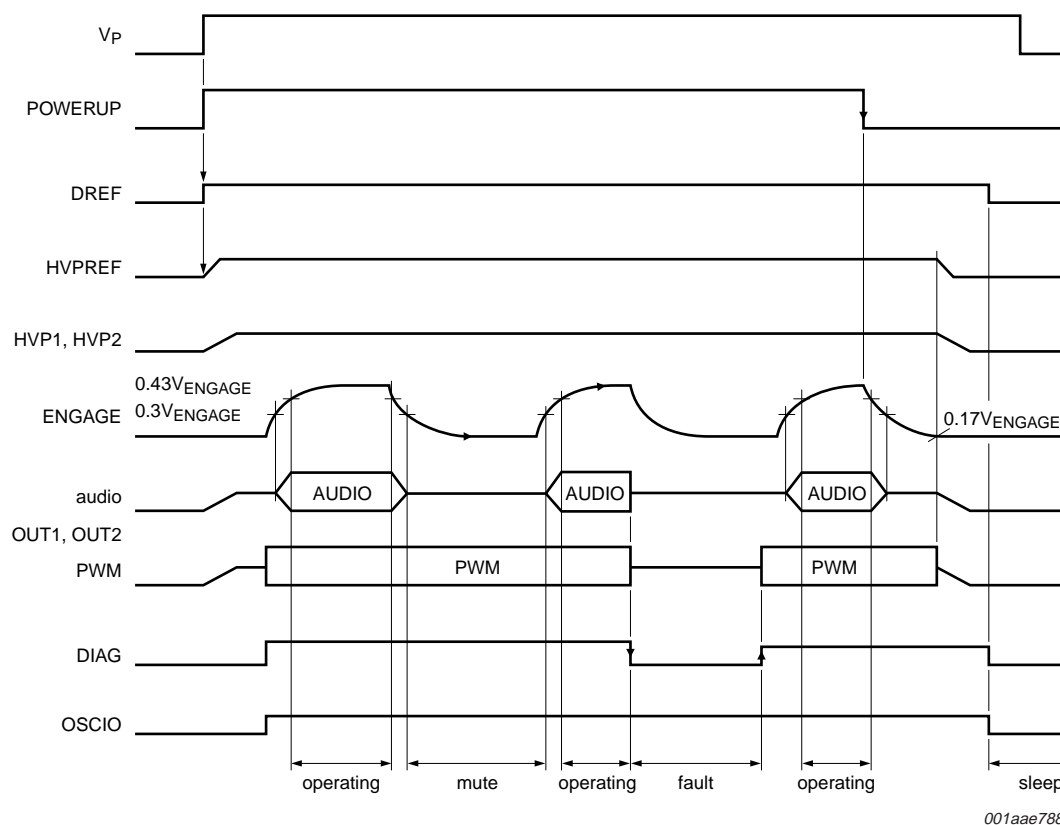 VP
POWERUP
DREF
HVPREF
HVP1, HVP2
0.43VENGAGE
ENGAGE
0.3VENGAGE
0.17VENGAGE
audio
AUDIO AUDIO AUDIO
OUT1, OUT2
PWM
PWM PWM
DIAG
OSCIO
operating mute operating fault operating sleep
001aae788